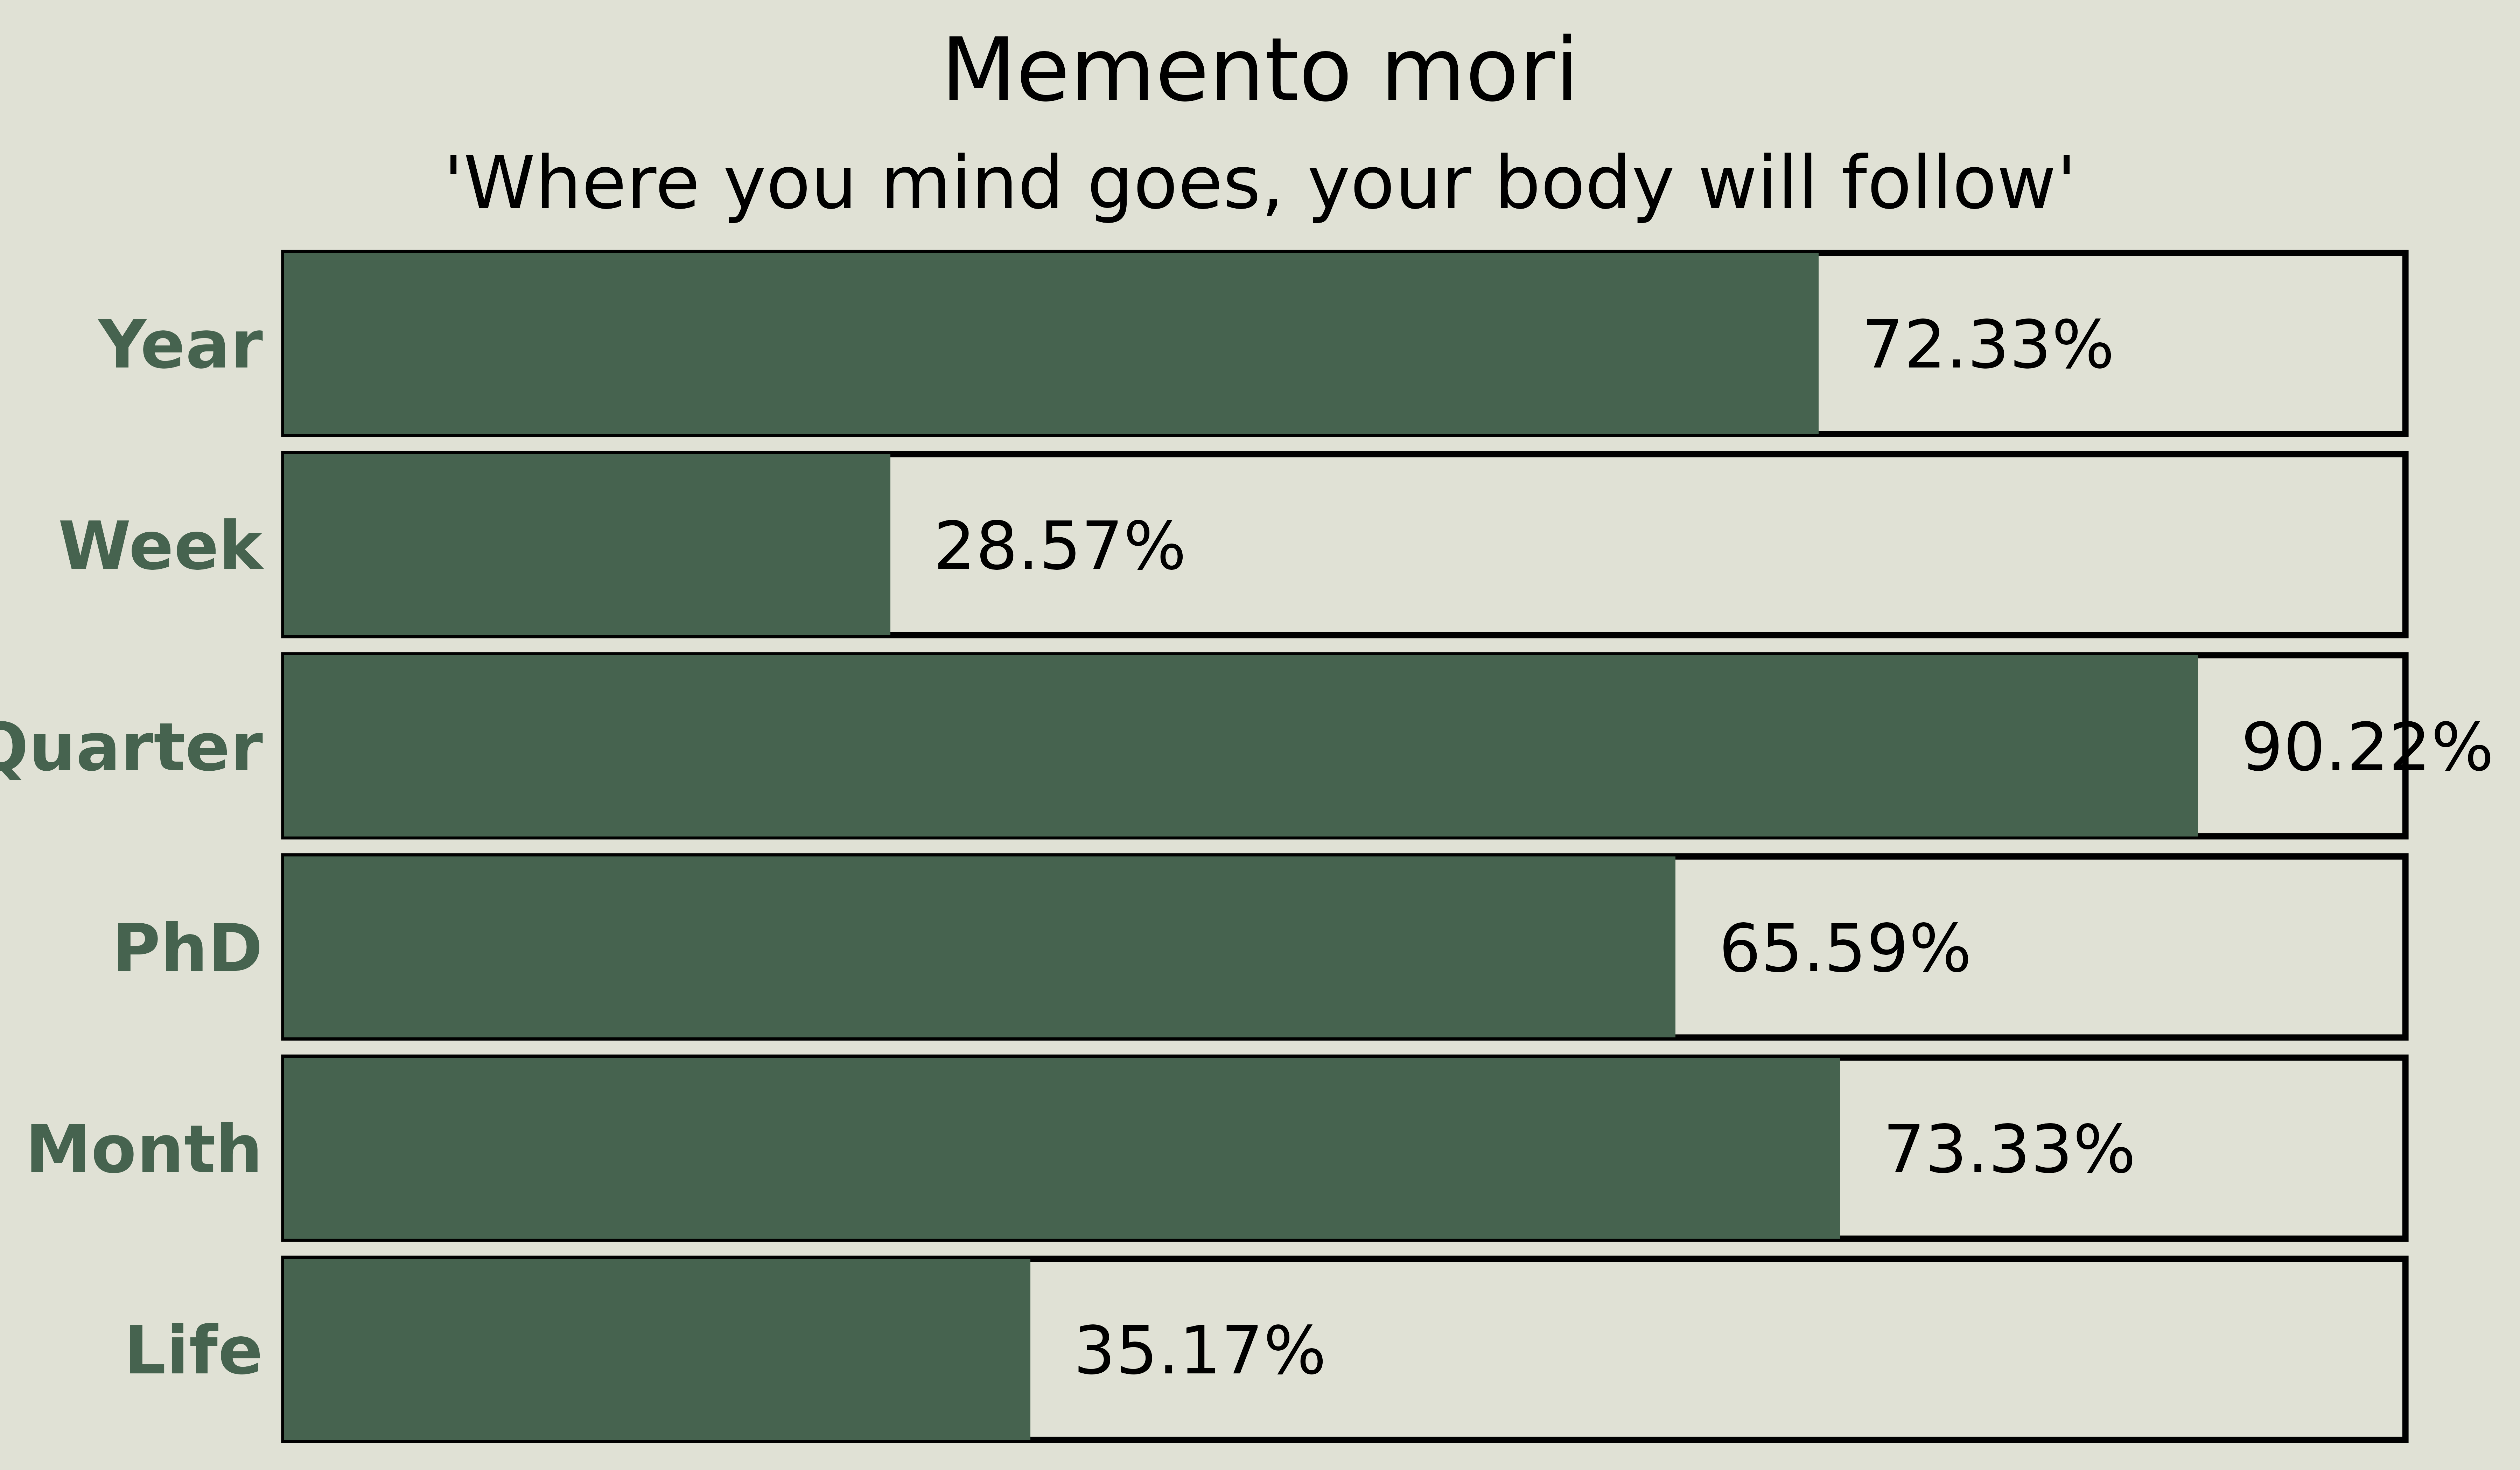 Memento mori
'Where you mind goes, your body will follow'
Year 72.33%
Week 28.57%
Quarter 90.22%
PhD 65.59%
Month 73.33%
Life 35.17%